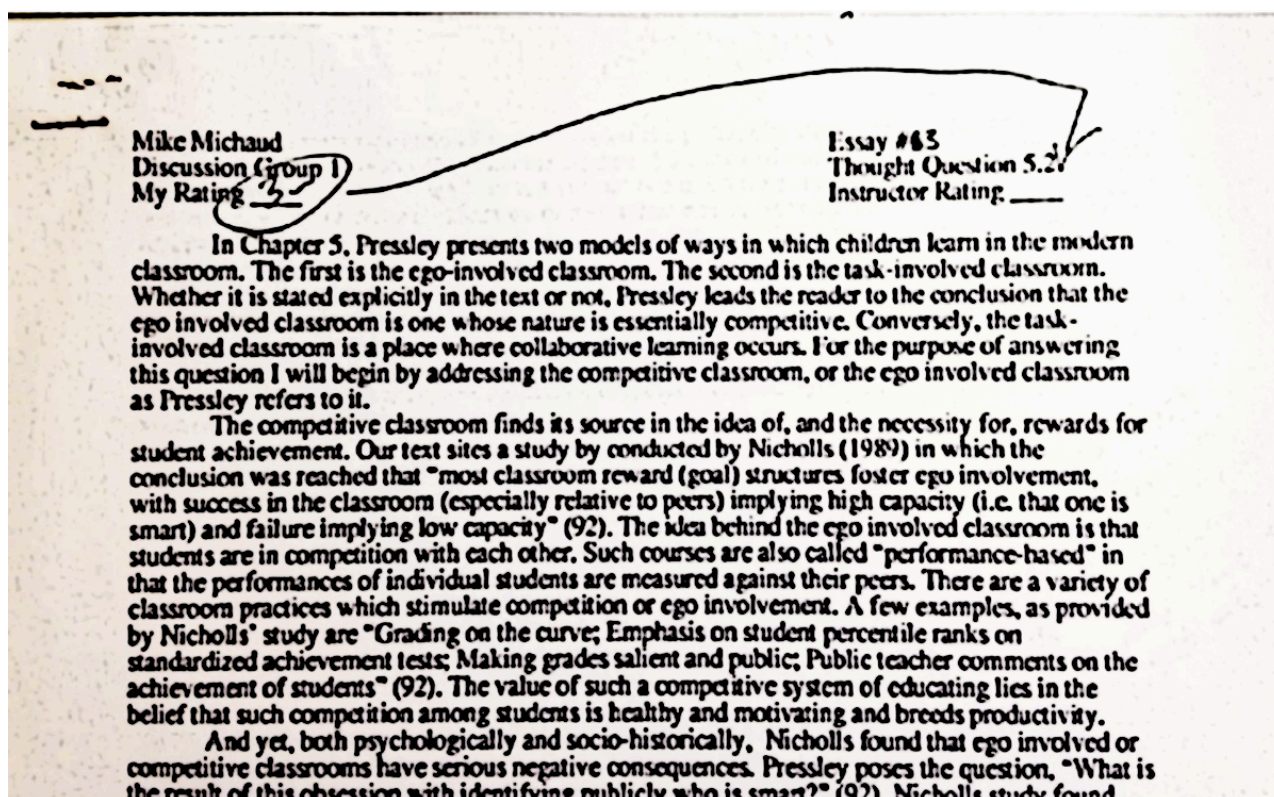 Mike Michaud
Essay #63
Discussion Group 1
Thought Question 5.2
My Rating 3
Instructor Rating ____
In Chapter 5, Pressley presents two models of ways in which children learn in the modern
classroom. The first is the ego-involved classroom. The second is the task-involved classroom.
Whether it is stated explicitly in the text or not, Pressley leads the reader to the conclusion that the
ego involved classroom is one whose nature is essentially competitive. Conversely, the task-
involved classroom is a place where collaborative learning occurs. For the purpose of answering
this question I will begin by addressing the competitive classroom, or the ego involved classroom
as Pressley refers to it.
The competitive classroom finds its source in the idea of, and the necessity for, rewards for
student achievement. Our text sites a study by conducted by Nicholls (1989) in which the
conclusion was reached that "most classroom reward (goal) structures foster ego involvement,
with success in the classroom (especially relative to peers) implying high capacity (i.e. that one is
smart) and failure implying low capacity" (92). The idea behind the ego involved classroom is that
students are in competition with each other. Such courses are also called "performance-based" in
that the performances of individual students are measured against their peers. There are a variety of
classroom practices which stimulate competition or ego involvement. A few examples, as provided
by Nicholls' study are "Grading on the curve; Emphasis on student percentile ranks on
standardized achievement tests; Making grades salient and public; Public teacher comments on the
achievement of students" (92). The value of such a competitive system of educating lies in the
belief that such competition among students is healthy and motivating and breeds productivity.
And yet, both psychologically and socio-historically, Nicholls found that ego involved or
competitive classrooms have serious negative consequences. Pressley poses the question, "What is
the result of this obsession with identifying publicly who is smart?" (92). Nicholls study found